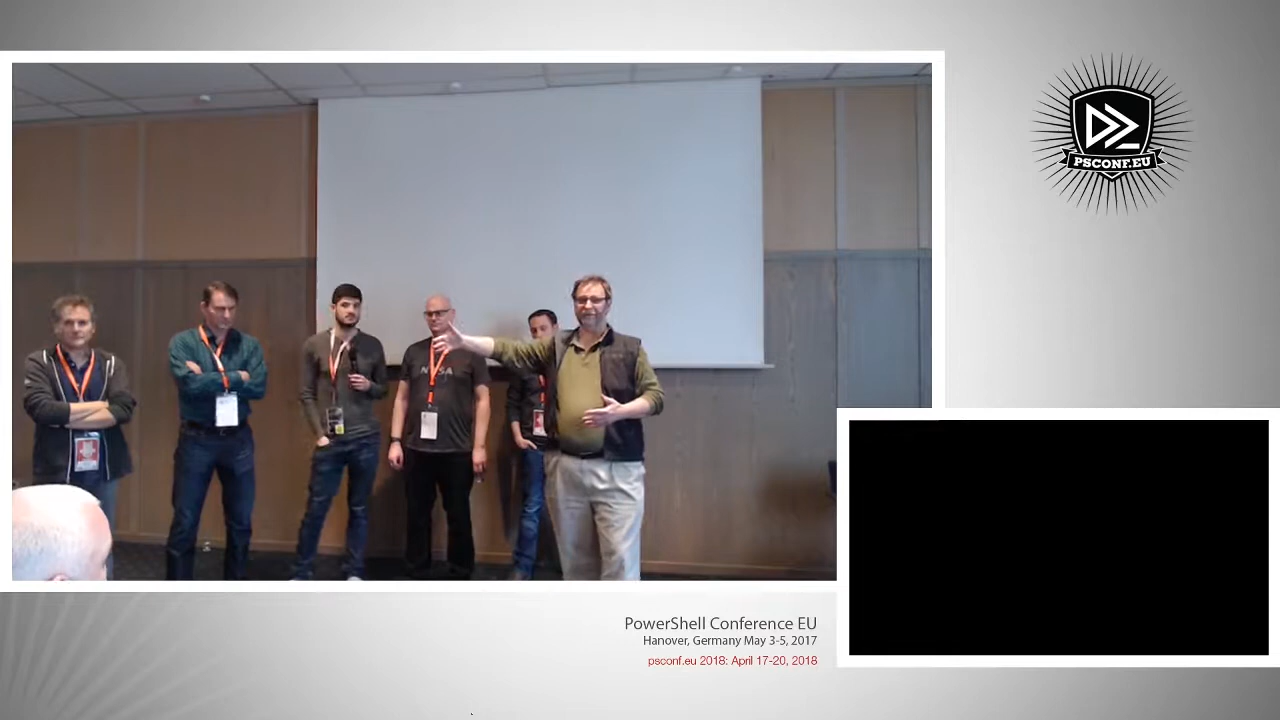 PSCONF.EU
PowerShell Conference EU
Hanover, Germany May 3-5, 2017
psconf.eu 2018: April 17-20, 2018